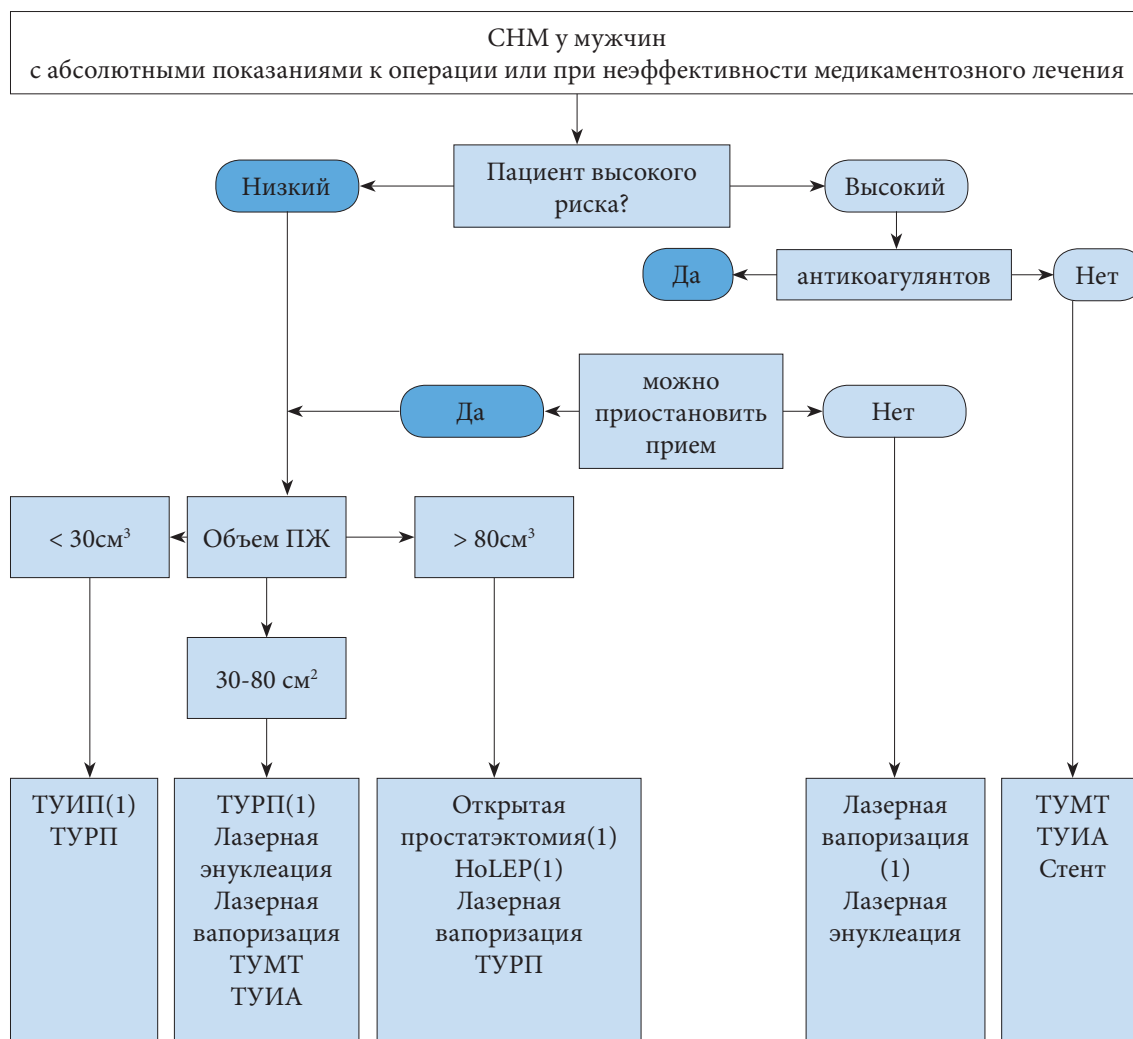 СНМ у мужчин
с абсолютными показаниями к операции или при неэффективности медикаментозного лечения
Низкий
Пациент высокого
риска?
Высокий
Да
антикоагулянтов
Нет
Да
можно
приостановить
прием
Нет
< 30см³
Объем ПЖ
> 80см³
30-80 см²
ТУИП(1)
ТУРП
ТУРП(1)
Лазерная
энуклеация
Лазерная
вапоризация
ТУМТ
ТУИА
Открытая
простатэктомия(1)
HoLEP(1)
Лазерная
вапоризация
ТУРП
Лазерная
вапоризация
(1)
Лазерная
энуклеация
ТУМТ
ТУИА
Стент